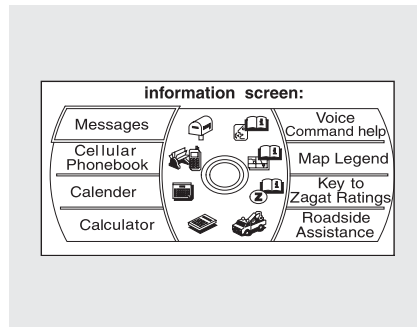 information screen:
Messages
Cellular
Phonebook
Calender
Calculator
Voice
Command help
Map Legend
Key to
Zagat Ratings
Roadside
Assistance
Z